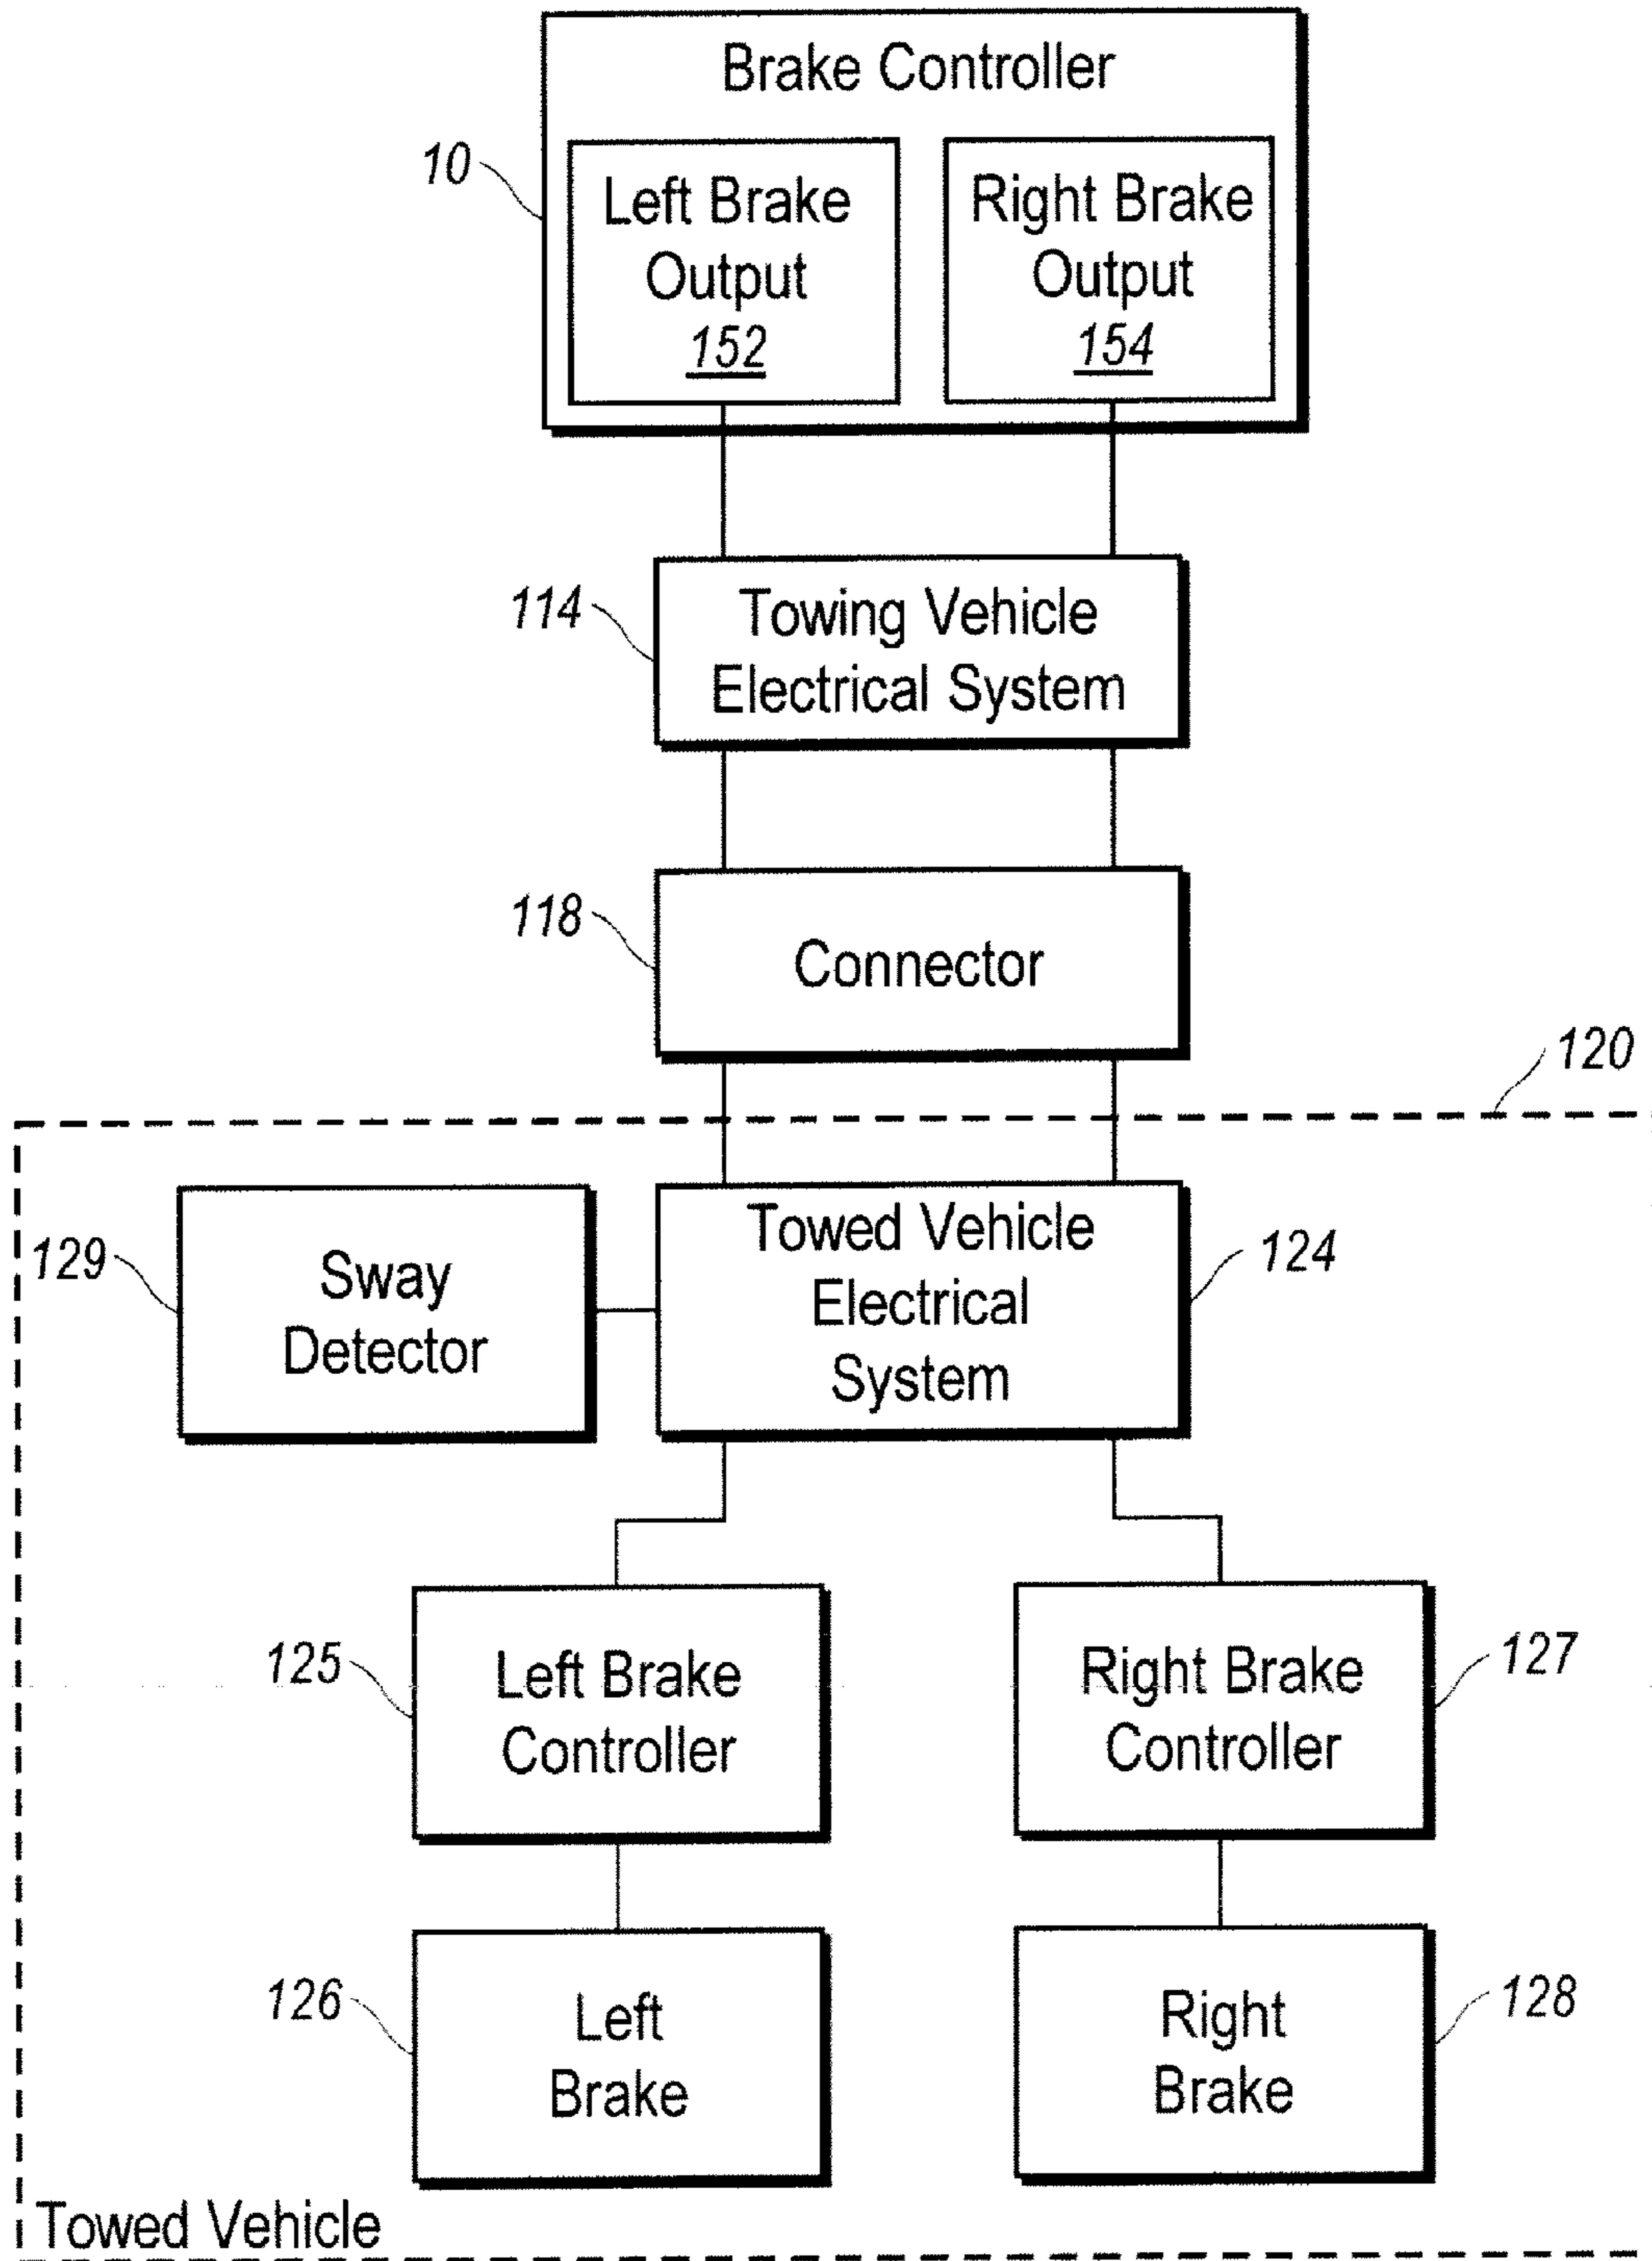 Brake Controller
10
Left Brake
Output
152
Right Brake
Output
154
114
Towing Vehicle
Electrical System
118
Connector
120
129
Sway
Detector
Towed Vehicle
Electrical
System
124
125
Left Brake
Controller
Right Brake
Controller
127
126
Left
Brake
Right
Brake
128
Towed Vehicle